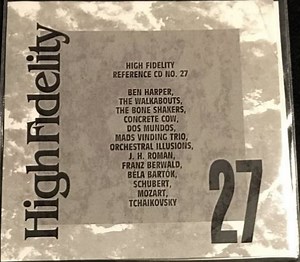 High Fidelity
HIGH FIDELITY
REFERENCE CD NO. 27
BEN HARPER,
THE WALKABOUTS,
THE BONE SHAKERS,
CONCRETE COW,
DOS MUNDOS,
MADS VINDING TRIO,
ORCHESTRAL ILLUSIONS,
J. H. ROMAN,
FRANZ BERWALD,
BÉLA BARTÓK,
SCHUBERT,
MOZART,
TCHAIKOVSKY
27